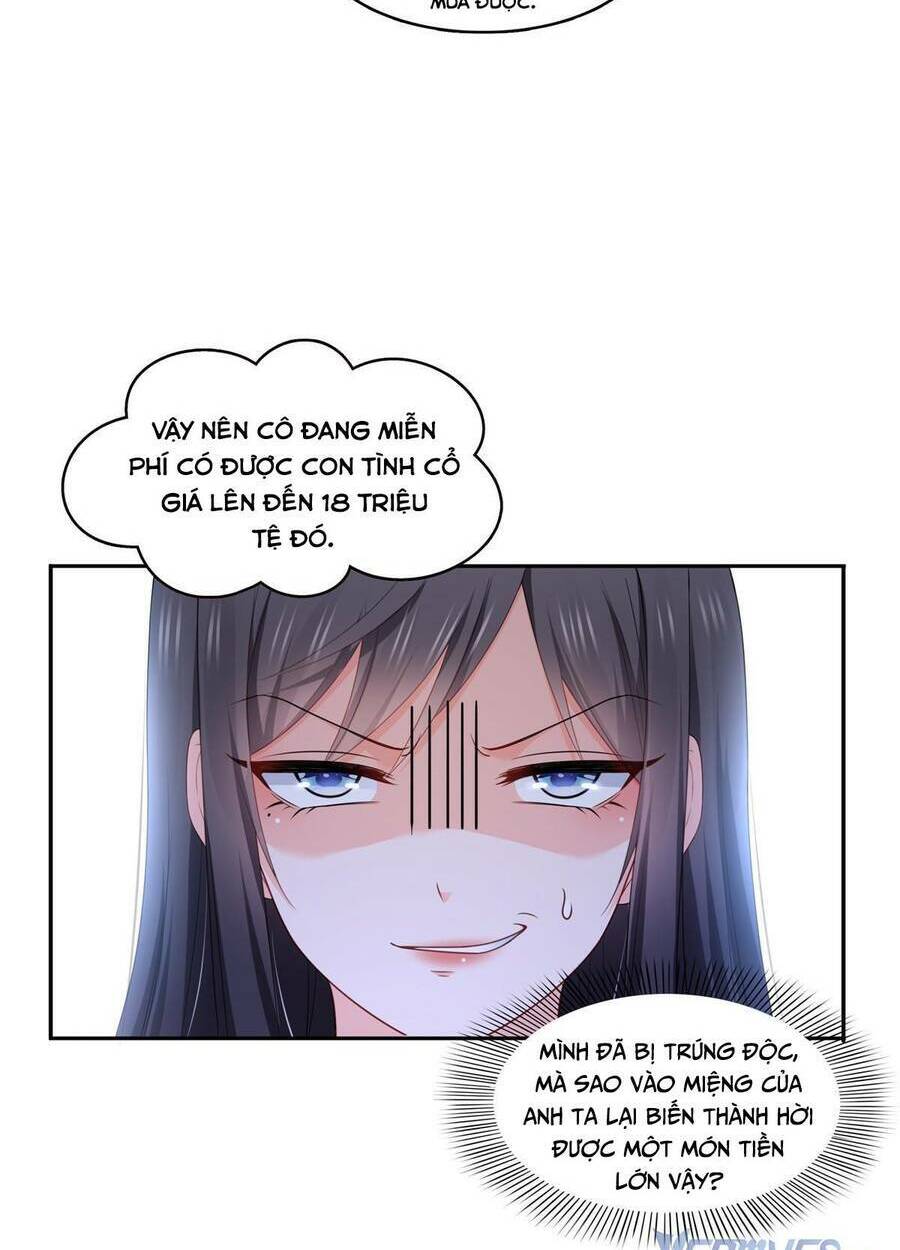 MUA ĐƯỢC.
VẬY NÊN CÔ ĐANG MIỄN
PHÍ CÓ ĐƯỢC CON TÌNH CỔ
GIÁ LÊN ĐẾN 18 TRIỆU
TỆ ĐÓ.
MÌNH ĐÃ BỊ TRÚNG ĐỘC,
MÀ SAO VÀO MIỆNG CỦA
ANH TA LẠI BIẾN THÀNH HỜI
ĐƯỢC MỘT MÓN TIỀN
LỚN VẬY?